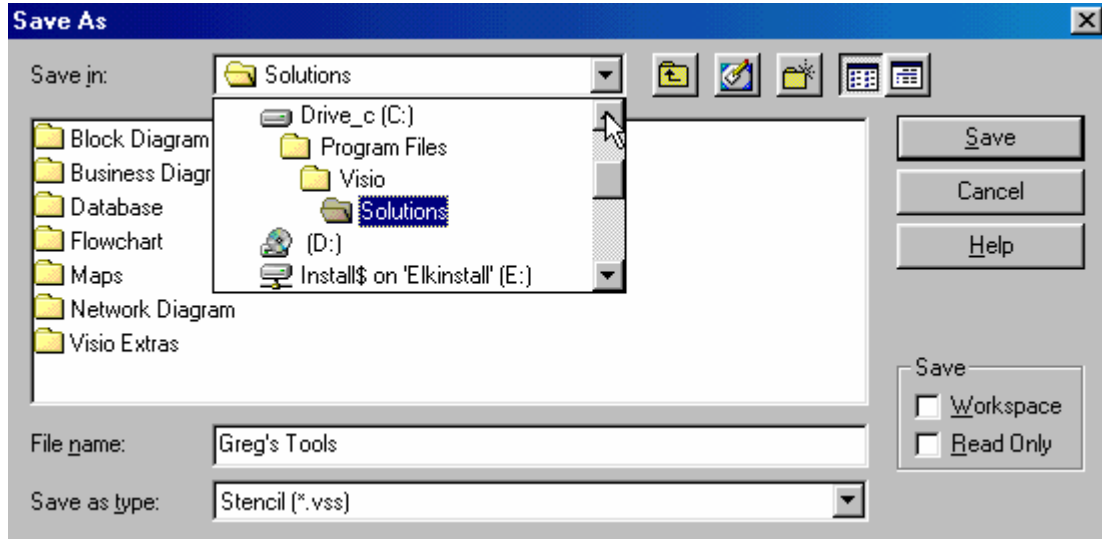 Save As
Save in:
Solutions
Drive_c (C:)
Program Files
Visio
Solutions
(D:)
Install$ on 'Elkinstall' (E:)
Block Diagram
Business Diagr
Database
Flowchart
Maps
Network Diagram
Visio Extras
Save
Cancel
Help
Save
Workspace
Read Only
File name:
Greg's Tools
Save as type:
Stencil (*.vss)